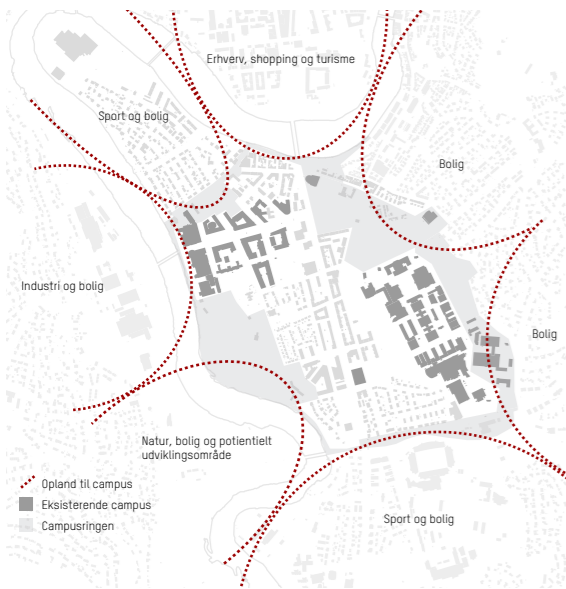 Erhverv, shopping og turisme
Sport og bolig
Bolig
Industri og bolig
Bolig
Natur, bolig og potientielt
udviklingsområde
Opland til campus
Eksisterende campus
Campusringen
Sport og bolig